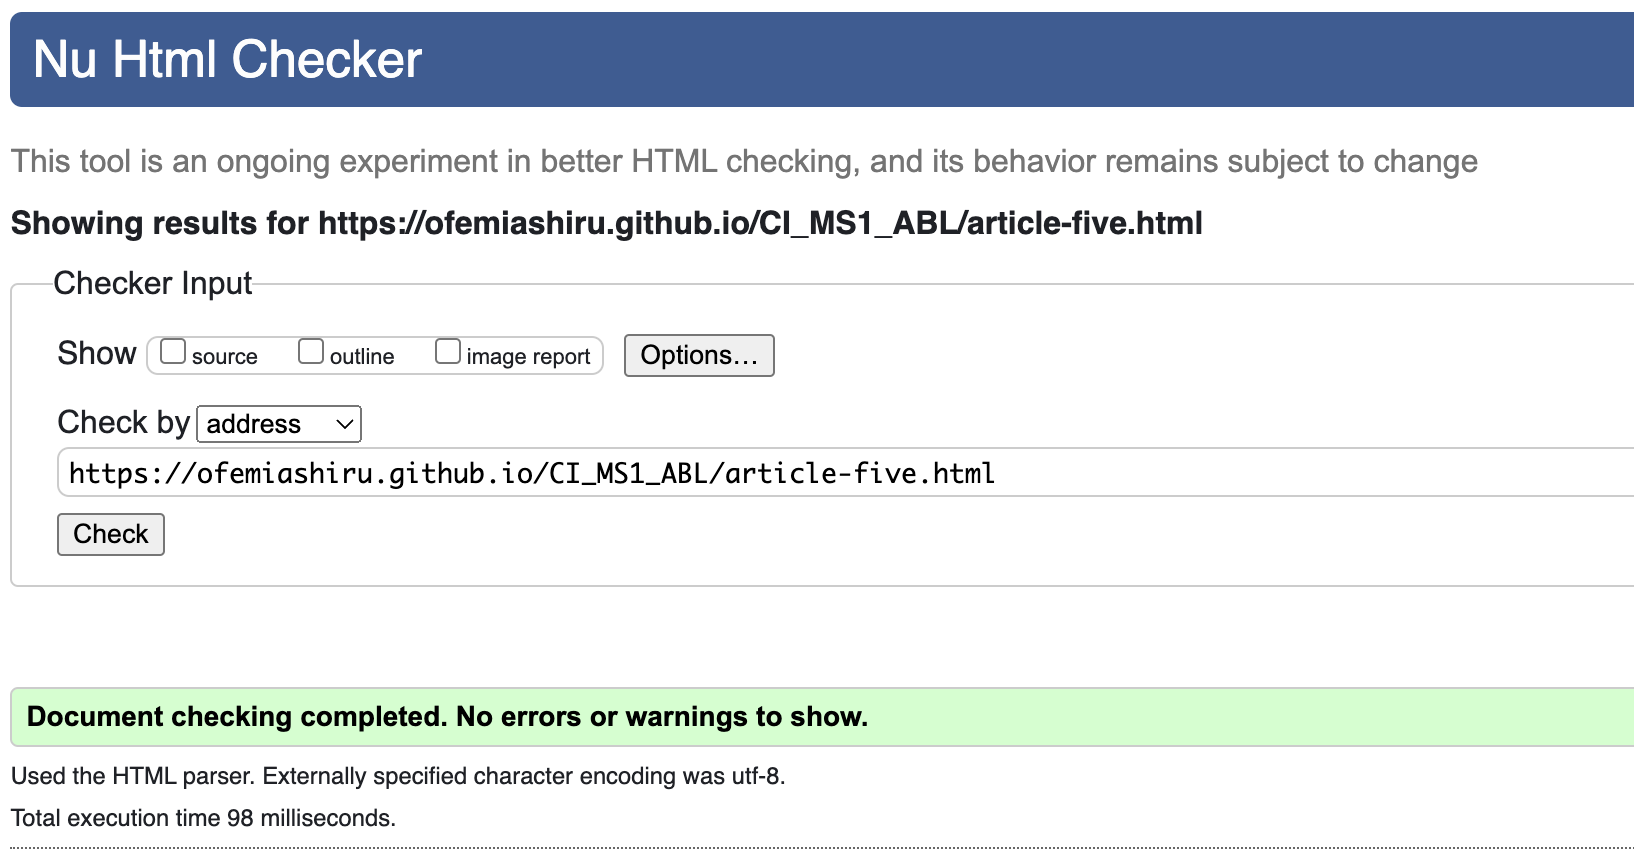 Nu Html Checker
This tool is an ongoing experiment in better HTML checking, and its behavior remains subject to change
Showing results for https://ofemiashiru.github.io/CI_MS1_ABL/article-five.html
Checker Input
Show source outline image report Options...
Check by address
https://ofemiashiru.github.io/CI_MS1_ABL/article-five.html
Check
Document checking completed. No errors or warnings to show.
Used the HTML parser. Externally specified character encoding was utf-8.
Total execution time 98 milliseconds.